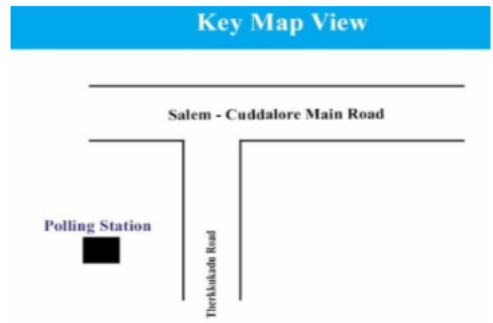 Key Map View
Salem - Cuddalore Main Road
Polling Station
Therkkukadu Road